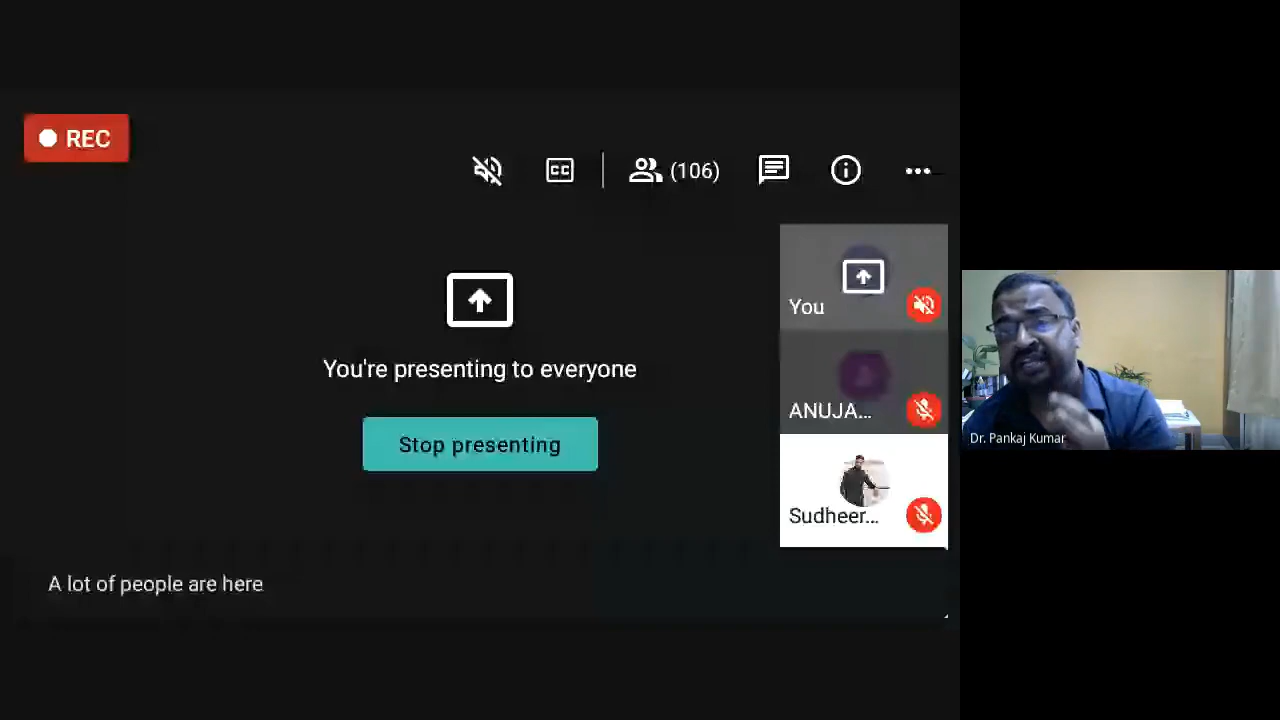 REC
CC
(106)
You're presenting to everyone
Stop presenting
You
ANUJA...
Sudheer...
Dr. Pankaj Kumar
A lot of people are here